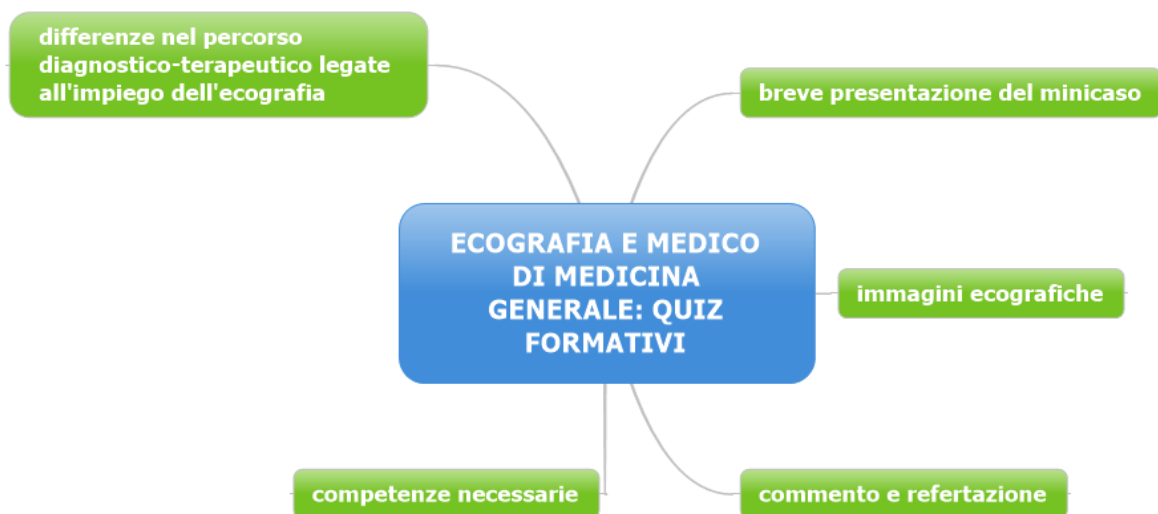 differenze nel percorso
diagnostico-terapeutico legate
all'impiego dell'ecografia
breve presentazione del minicaso
ECOGRAFIA E MEDICO
DI MEDICINA
GENERALE: QUIZ
FORMATIVI
immagini ecografiche
competenze necessarie
commento e refertazione